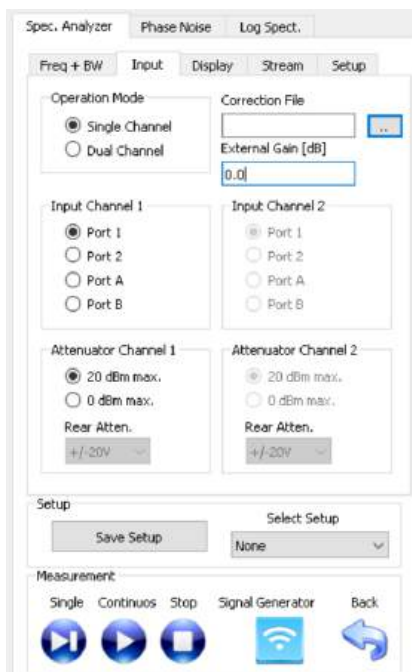 Spec. Analyzer Phase Noise Log Spect.
Freq + BW Input Display Stream Setup
Operation Mode
Single Channel
Dual Channel
Correction File
..
External Gain [dB]
0.0
Input Channel 1
Port 1
Port 2
Port A
Port B
Input Channel 2
Port 1
Port 2
Port A
Port B
Attenuator Channel 1
20 dBm max.
0 dBm max.
Rear Atten.
+/-20V
Attenuator Channel 2
20 dBm max.
0 dBm max.
Rear Atten.
+/-20V
Setup
Save Setup
Select Setup
None
Measurement
Single Continuos Stop Signal Generator Back